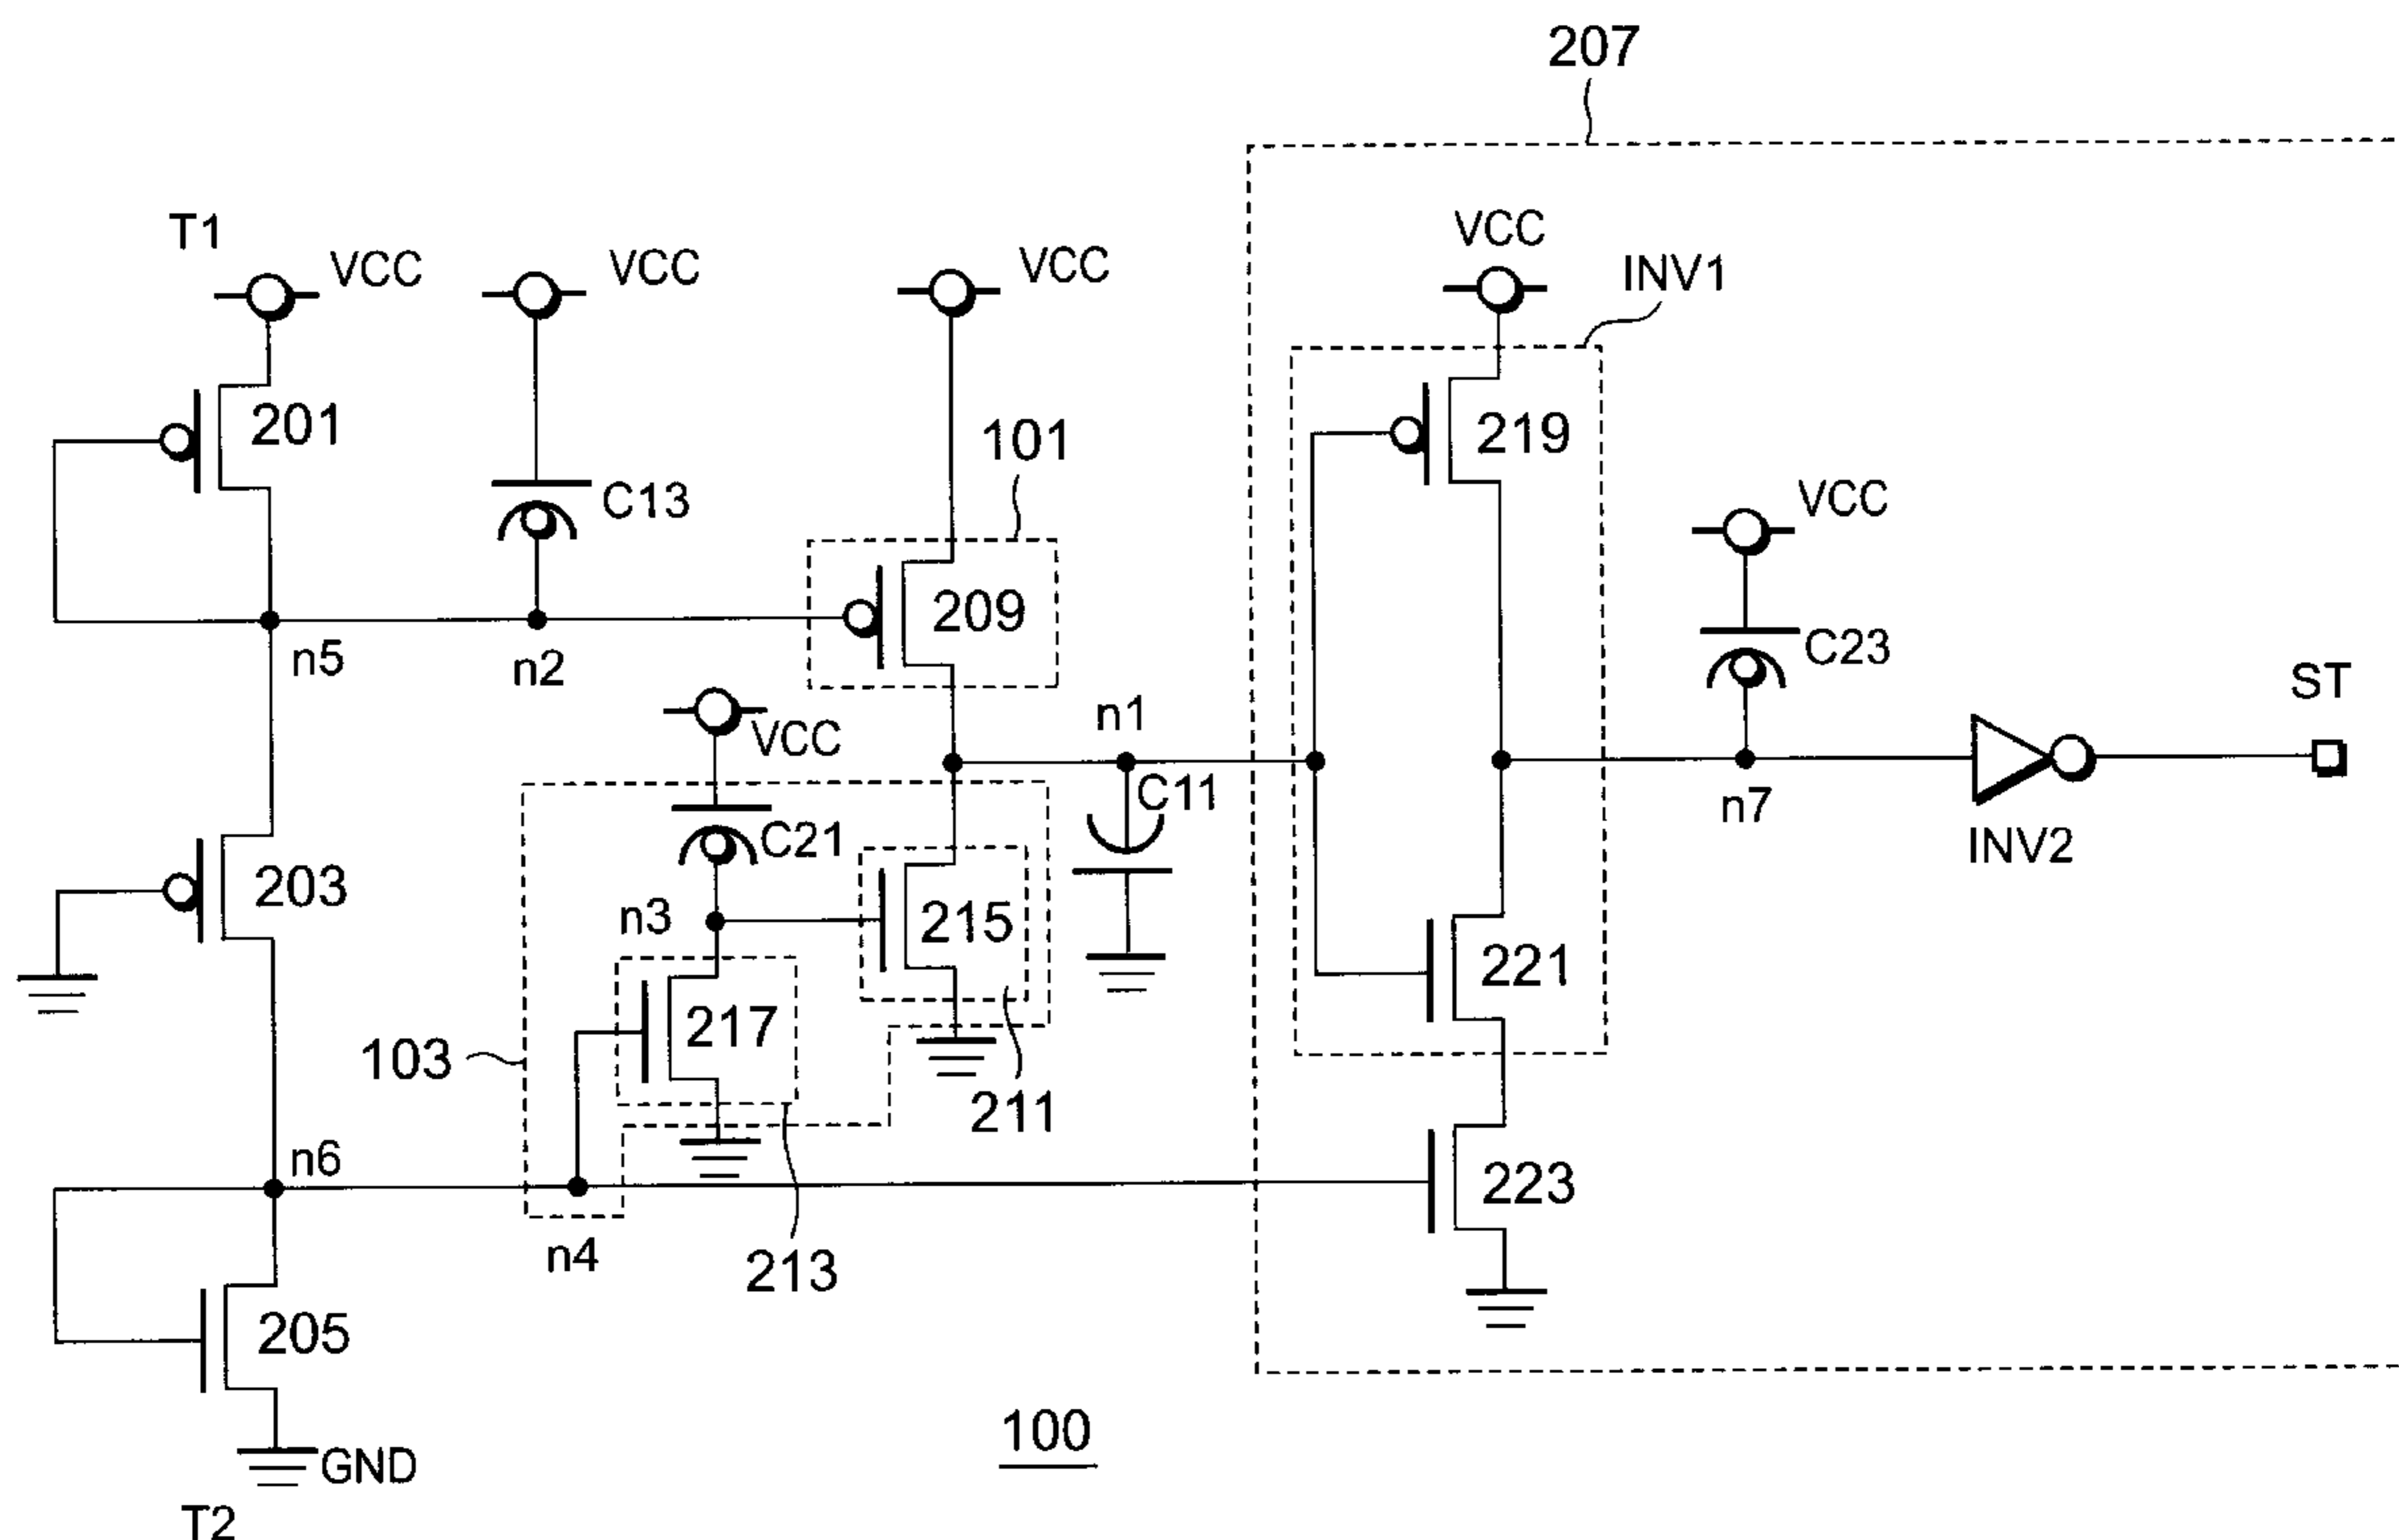 207
T1
VCC
VCC
VCC
VCC
INV1
201
C13
101
219
VCC
209
C23
n5
n2
ST
VCC
n1
C11
C21
n7
203
INV2
n3
215
221
217
103
211
n6
223
n4
213
205
100
GND
T2